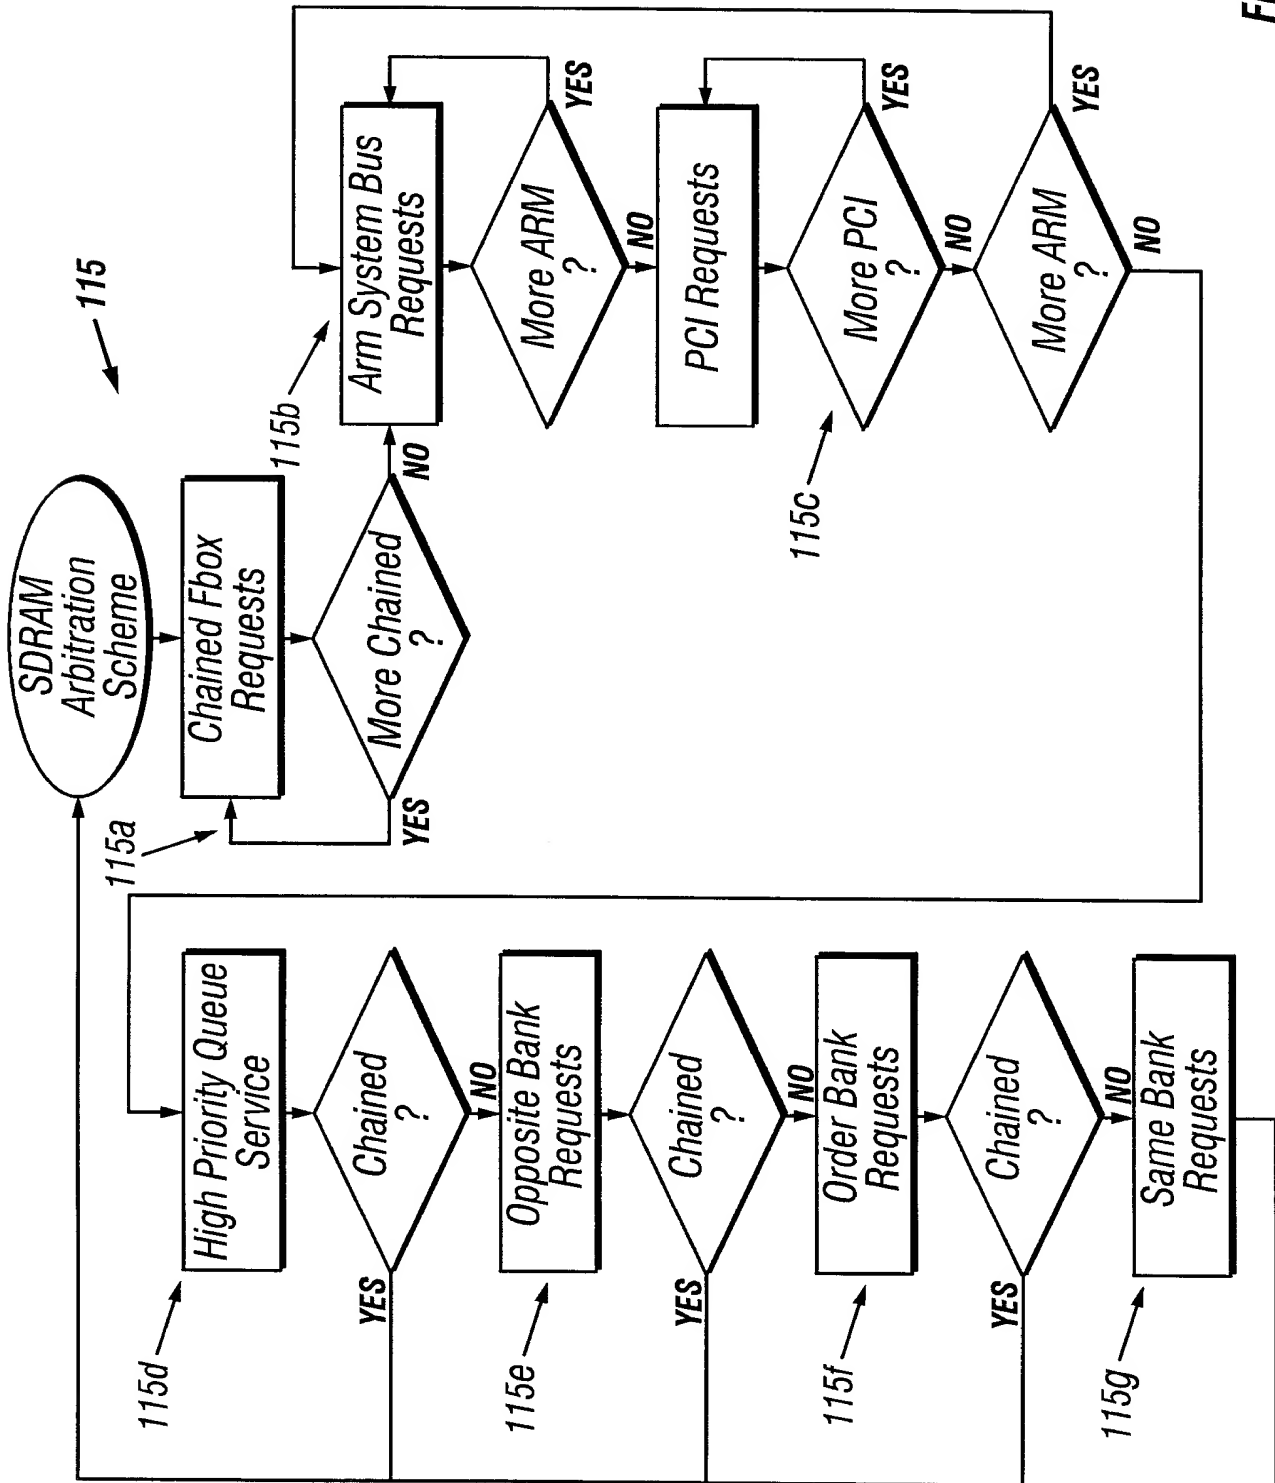 SDRAM
Arbitration
Scheme
115
115a
Chained Fbox
Requests
More Chained
?
YES
NO
115b
Arm System Bus
Requests
More ARM
?
YES
NO
PCI Requests
115c
More PCI
?
YES
NO
More ARM
?
YES
NO
115d
High Priority Queue
Service
Chained
?
YES
NO
115e
Opposite Bank
Requests
Chained
?
YES
NO
115f
Order Bank
Requests
Chained
?
YES
NO
115g
Same Bank
Requests